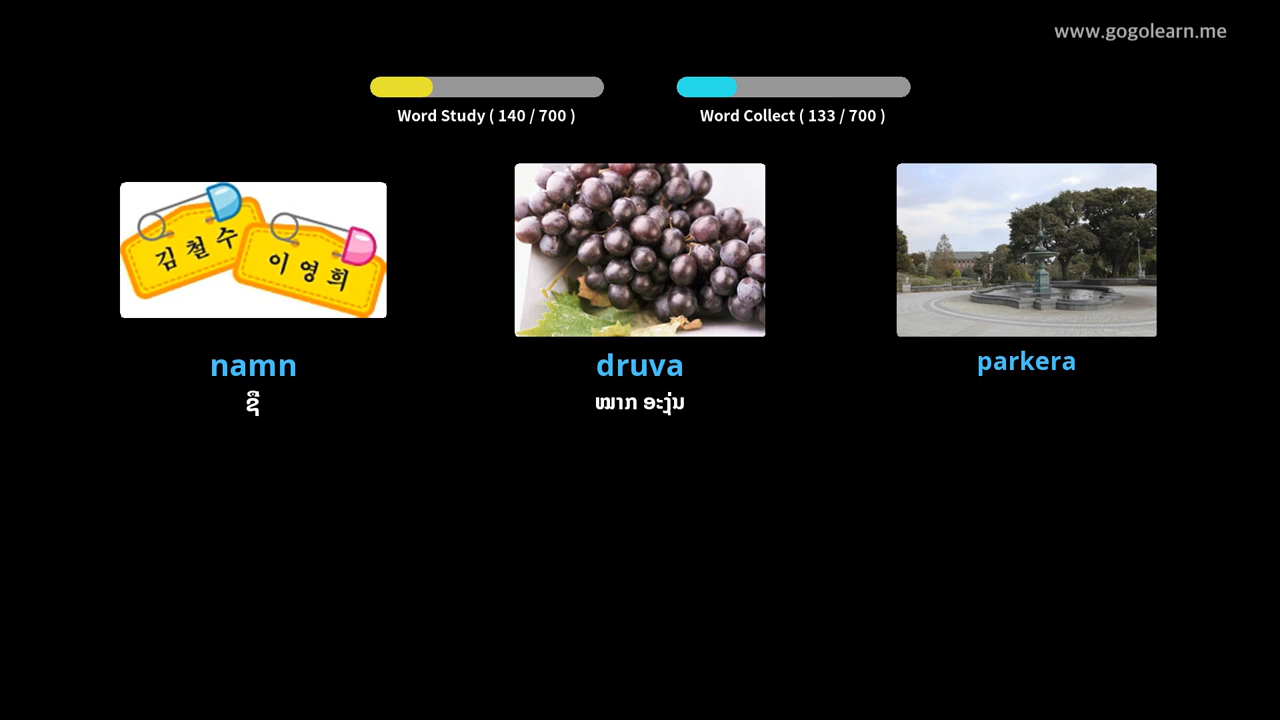 www.gogolearn.me
Word Study ( 140 / 700 )
Word Collect ( 133 / 700 )
김철수
이영희
namn
ຊື່
druva
ໝາກ ອະງຸ່ນ
parkera